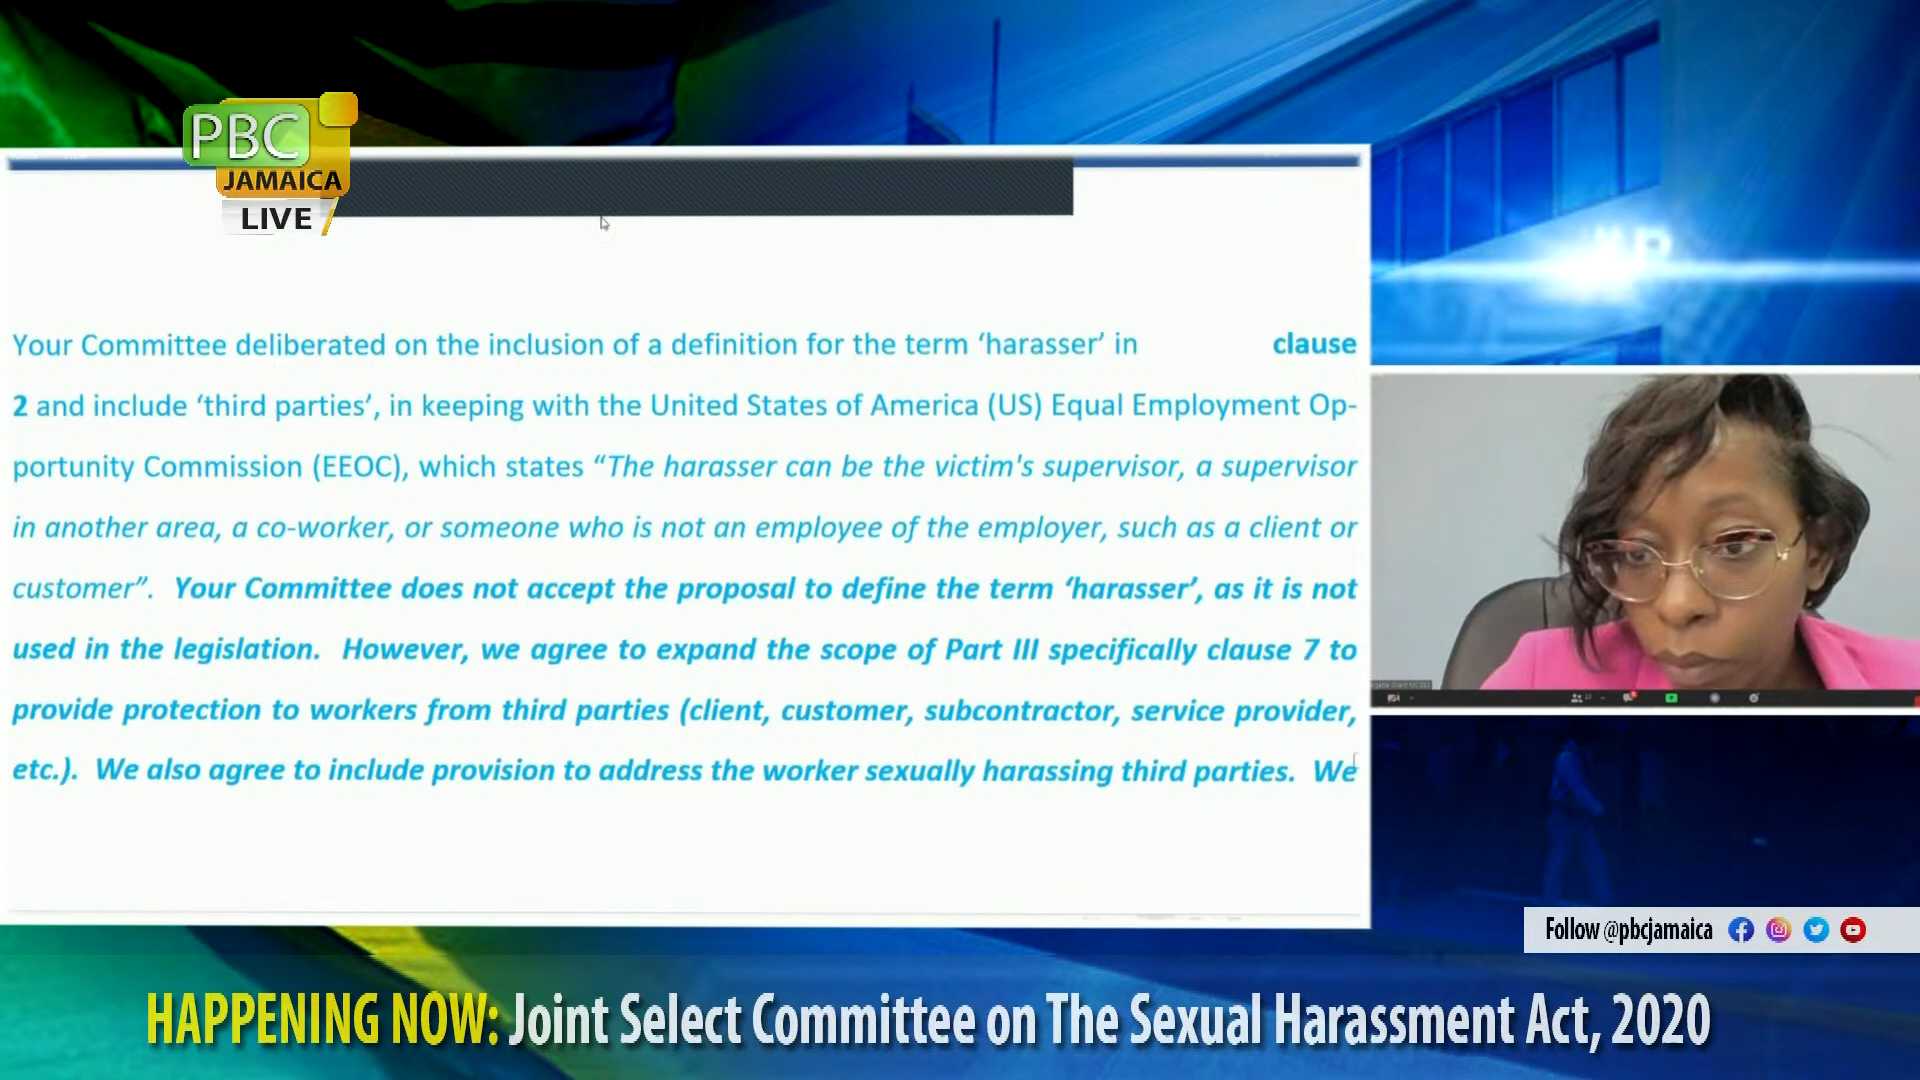 PBC
JAMAICA
LIVE
Your Committee deliberated on the inclusion of a definition for the term ‘harasser’ in clause
2 and include ‘third parties’, in keeping with the United States of America (US) Equal Employment Op-
portunity Commission (EEOC), which states “The harasser can be the victim's supervisor, a supervisor
in another area, a co-worker, or someone who is not an employee of the employer, such as a client or
customer”. Your Committee does not accept the proposal to define the term ‘harasser’, as it is not
used in the legislation. However, we agree to expand the scope of Part III specifically clause 7 to
provide protection to workers from third parties (client, customer, subcontractor, service provider,
etc.). We also agree to include provision to address the worker sexually harassing third parties. We
Follow @pbcjamaica
HAPPENING NOW: Joint Select Committee on The Sexual Harassment Act, 2020